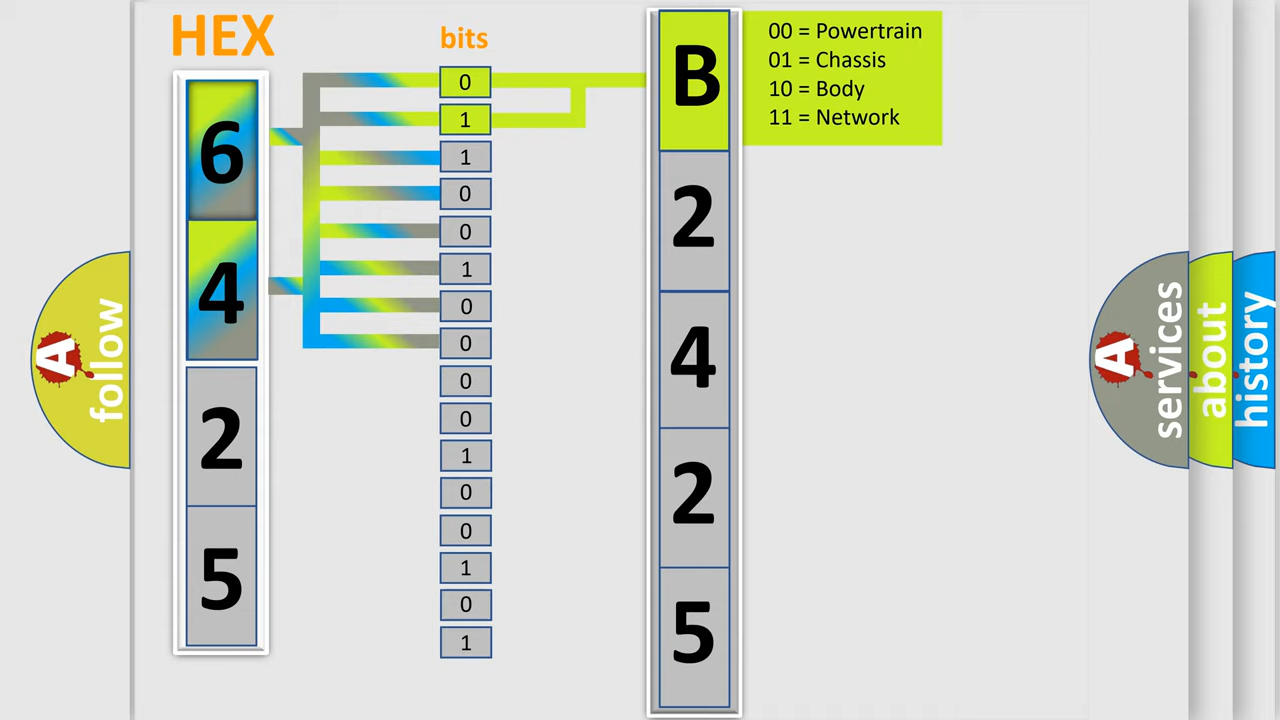 HEX
bits
6
4
2
5
0
1
1
0
0
1
0
0
0
0
1
0
0
1
0
1
B
2
4
2
5
00 = Powertrain
01 = Chassis
10 = Body
11 = Network
A
follow
A
services
about
history